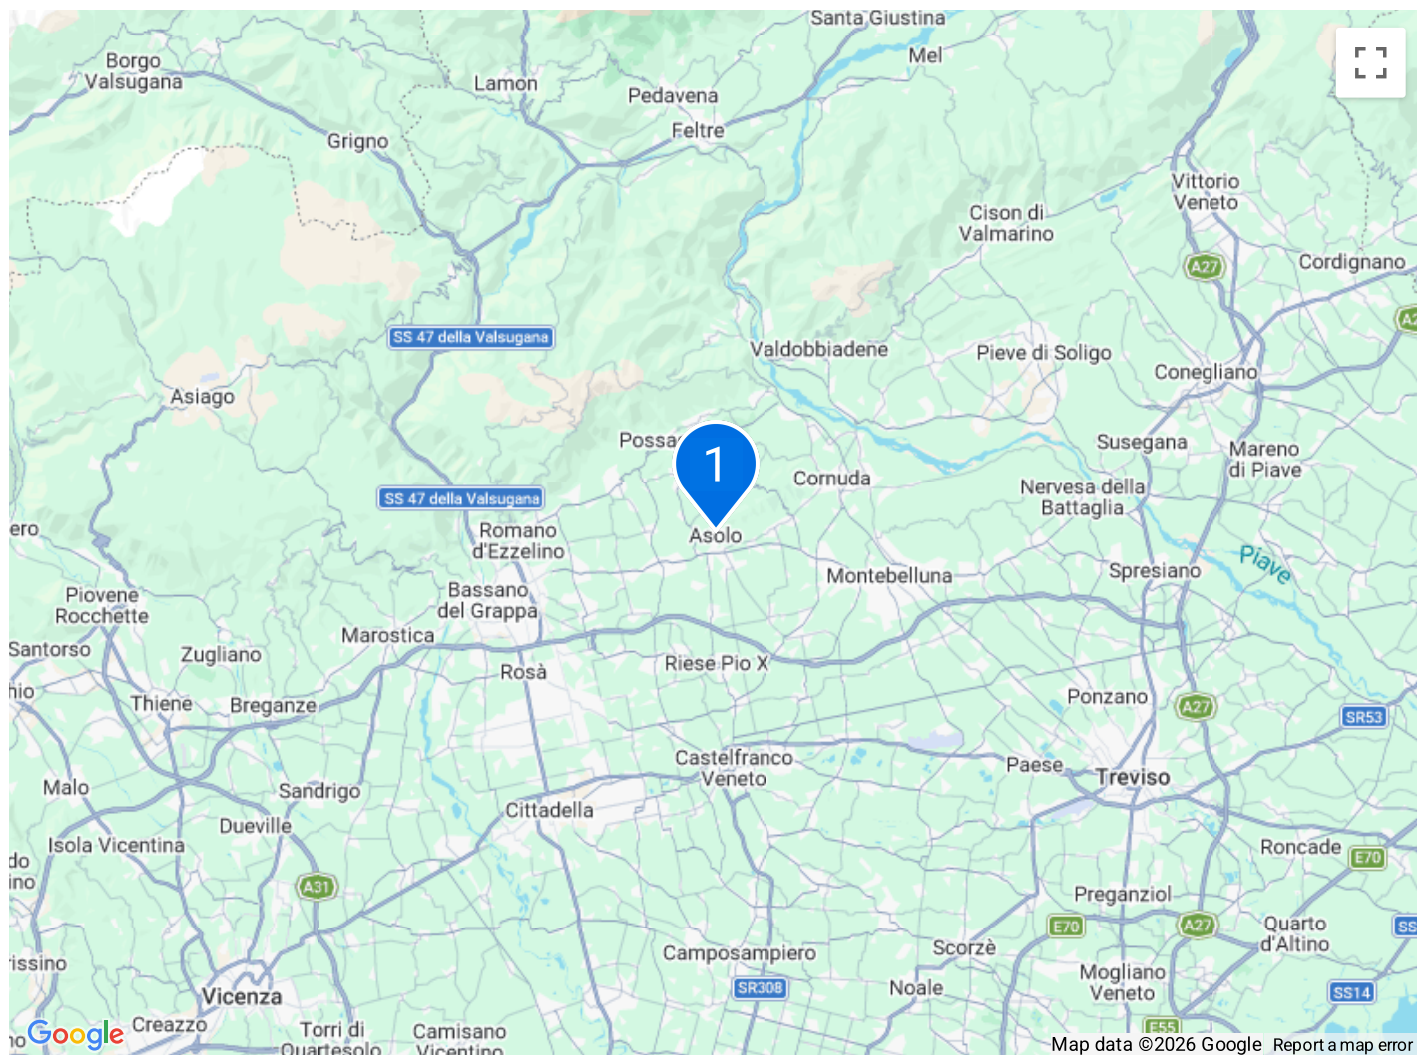 Santa Giustina
Mel
Borgo
Valsugana
Lamon
Pedavena
Feltre
Grigno
Vittorio
Veneto
Cison di
Valmarino
A27
Cordignano
SS 47 della Valsugana
Valdobbiadene
Pieve di Soligo
Conegliano
Asiago
1
Susegana
Mareno
di Piave
Cornuda
Nervesa della
Battaglia
SS 47 della Valsugana
Romano
d'Ezzelino
Asolo
Piave
Spresiano
Montebelluna
Bassano
del Grappa
Piovene
Rocchette
Marostica
Santorso
Zugliano
Riese Pio X
Rosà
Thiene
Breganze
Ponzano
A27
SR53
Castelfranco
Veneto
Paese
Treviso
Malo
Sandrigo
Cittadella
Dueville
Isola Vicentina
Roncade
E70
A31
Preganziol
E70
A27
Quarto
d'Altino
Camposampiero
Scorzè
Mogliano
Veneto
SR308
Noale
SS14
Vicenza
Creazzo
Torri di
Quartesolo
Camisano
Vicentino
E55
Google
Map data ©2026 Google
Report a map error